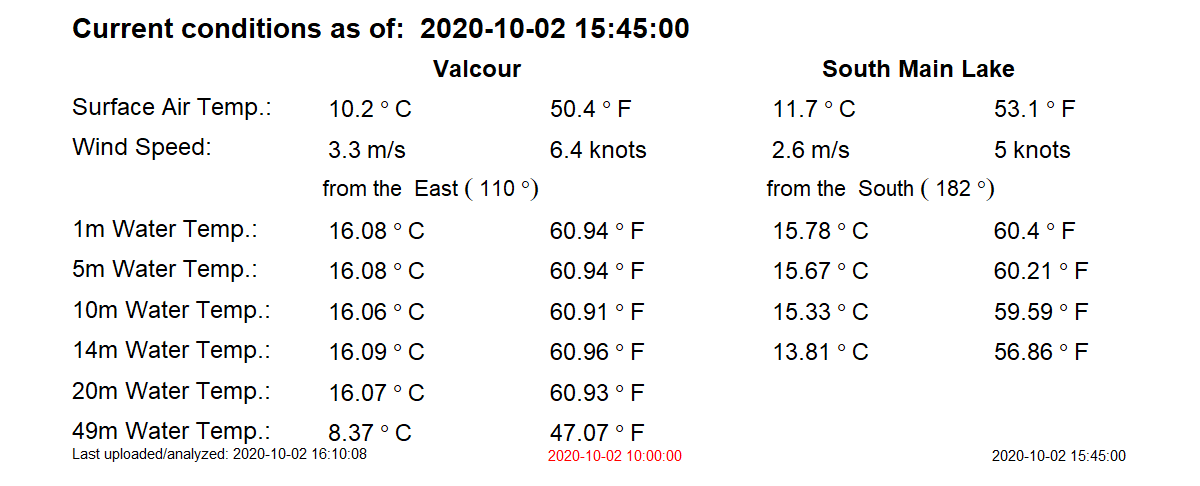 Current conditions as of: 2020-10-02 15:45:00
Valcour South Main Lake
Surface Air Temp.: 10.2 ° C 50.4 ° F 11.7 ° C 53.1 ° F
Wind Speed: 3.3 m/s 6.4 knots 2.6 m/s 5 knots
from the East ( 110 °) from the South ( 182 °)
1m Water Temp.: 16.08 ° C 60.94 ° F 15.78 ° C 60.4 ° F
5m Water Temp.: 16.08 ° C 60.94 ° F 15.67 ° C 60.21 ° F
10m Water Temp.: 16.06 ° C 60.91 ° F 15.33 ° C 59.59 ° F
14m Water Temp.: 16.09 ° C 60.96 ° F 13.81 ° C 56.86 ° F
20m Water Temp.: 16.07 ° C 60.93 ° F
49m Water Temp.: 8.37 ° C 47.07 ° F
Last uploaded/analyzed: 2020-10-02 16:10:08 2020-10-02 10:00:00 2020-10-02 15:45:00